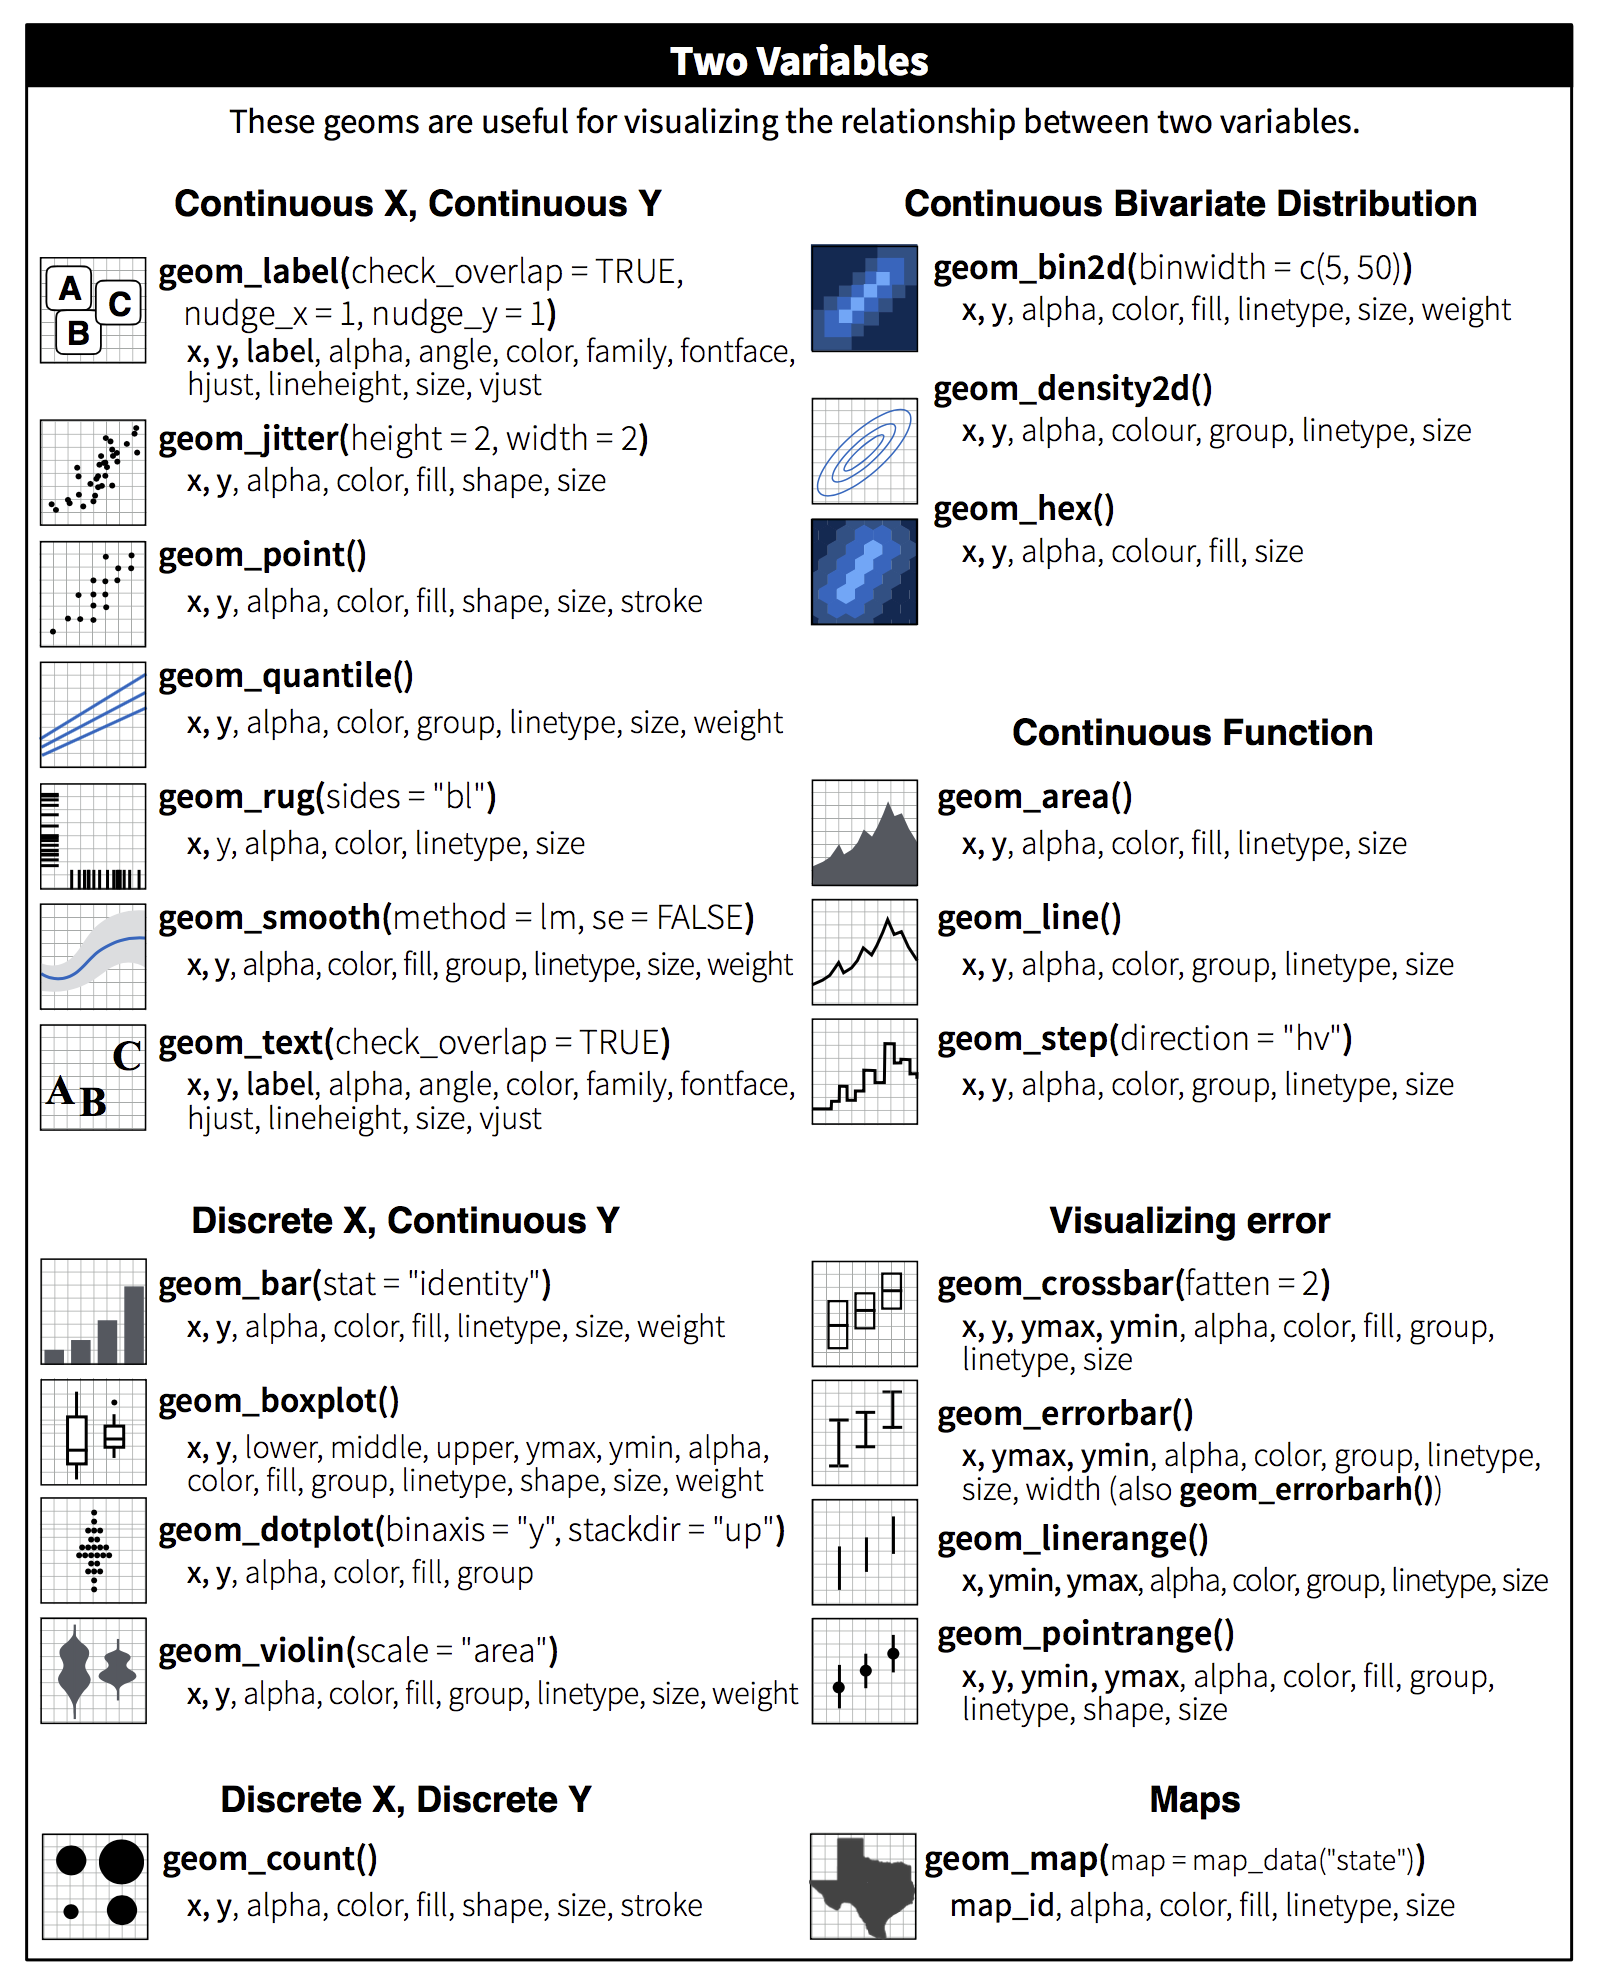 Two Variables
These geoms are useful for visualizing the relationship between two variables.
Continuous X, Continuous Y
A
C
B
geom_label(check_overlap = TRUE,
nudge_x = 1, nudge_y = 1)
x, y, label, alpha, angle, color, family, fontface,
hjust, lineheight, size, vjust
geom_jitter(height = 2, width = 2)
x, y, alpha, color, fill, shape, size
geom_point()
x, y, alpha, color, fill, shape, size, stroke
geom_quantile()
x, y, alpha, color, group, linetype, size, weight
geom_rug(sides = "bl")
x, y, alpha, color, linetype, size
geom_smooth(method = lm, se = FALSE)
x, y, alpha, color, fill, group, linetype, size, weight
C
A B
geom_text(check_overlap = TRUE)
x, y, label, alpha, angle, color, family, fontface,
hjust, lineheight, size, vjust
Discrete X, Continuous Y
geom_bar(stat = "identity")
x, y, alpha, color, fill, linetype, size, weight
geom_boxplot()
x, y, lower, middle, upper, ymax, ymin, alpha,
color, fill, group, linetype, shape, size, weight
geom_dotplot(binaxis = "y", stackdir = "up")
x, y, alpha, color, fill, group
geom_violin(scale = "area")
x, y, alpha, color, fill, group, linetype, size, weight
Discrete X, Discrete Y
geom_count()
x, y, alpha, color, fill, shape, size, stroke
Continuous Bivariate Distribution
geom_bin2d(binwidth = c(5, 50))
x, y, alpha, color, fill, linetype, size, weight
geom_density2d()
x, y, alpha, colour, group, linetype, size
geom_hex()
x, y, alpha, colour, fill, size
Continuous Function
geom_area()
x, y, alpha, color, fill, linetype, size
geom_line()
x, y, alpha, color, group, linetype, size
geom_step(direction = "hv")
x, y, alpha, color, group, linetype, size
Visualizing error
geom_crossbar(fatten = 2)
x, y, ymax, ymin, alpha, color, fill, group,
linetype, size
geom_errorbar()
x, ymax, ymin, alpha, color, group, linetype,
size, width (also geom_errorbarh())
geom_linerange()
x, ymin, ymax, alpha, color, group, linetype, size
geom_pointrange()
x, y, ymin, ymax, alpha, color, fill, group,
linetype, shape, size
Maps
geom_map(map = map_data("state"))
map_id, alpha, color, fill, linetype, size